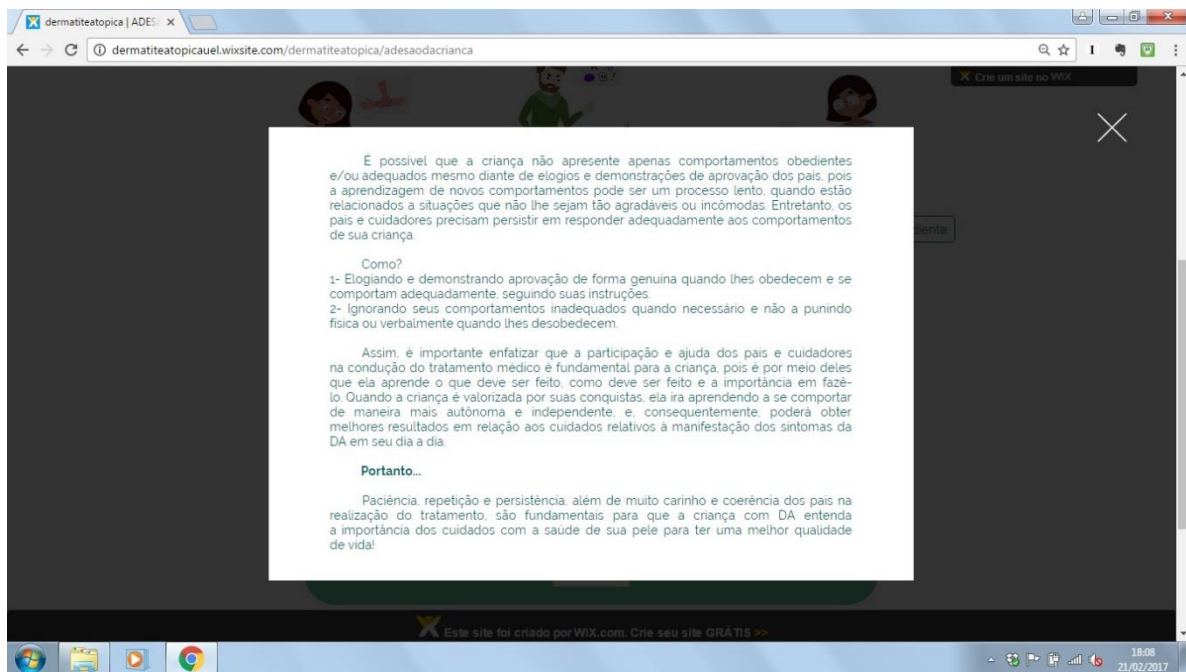 dermatiteatopica | ADES
dermatiteatopicauel.wixsite.com/dermatiteatopica/adesaodacrianca
Crie um site no WiX
É possível que a criança não apresente apenas comportamentos obedientes
e/ou adequados mesmo diante de elogios e demonstrações de aprovação dos pais, pois
a aprendizagem de novos comportamentos pode ser um processo lento, quando estão
relacionados a situações que não lhe sejam tão agradáveis ou incômodas. Entretanto, os
pais e cuidadores precisam persistir em responder adequadamente aos comportamentos
de sua criança.
diente
Como?
1- Elogiando e demonstrando aprovação de forma genuína quando lhes obedecem e se
comportam adequadamente, seguindo suas instruções.
2- Ignorando seus comportamentos inadequados quando necessário e não a punindo
física ou verbalmente quando lhes desobedecem.
Assim, é importante enfatizar que a participação e ajuda dos pais e cuidadores
na condução do tratamento médico é fundamental para a criança, pois é por meio deles
que ela aprende o que deve ser feito, como deve ser feito e a importância em fazê-
lo. Quando a criança é valorizada por suas conquistas, ela ira aprendendo a se comportar
de maneira mais autônoma e independente, e, consequentemente, poderá obter
melhores resultados em relação aos cuidados relativos à manifestação dos sintomas da
DA em seu dia a dia.
Portanto...
Paciência, repetição e persistência, além de muito carinho e coerência dos pais na
realização do tratamento, são fundamentais para que a criança com DA entenda
a importância dos cuidados com a saúde de sua pele para ter uma melhor qualidade
de vida!
Este site foi criado por WIX.com. Crie seu site GRÁTIS >>
18:08
21/02/2017